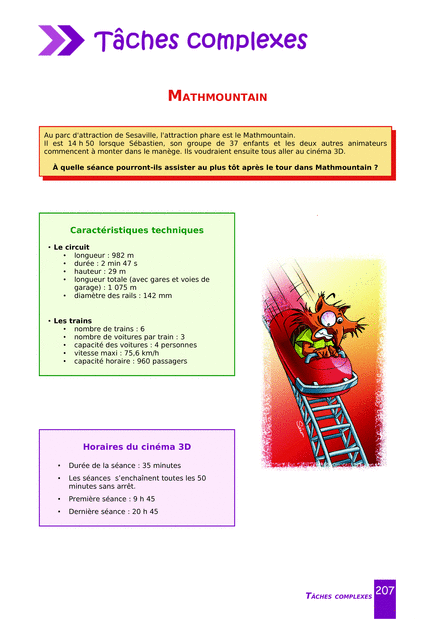 Tâches complexes
MATHMOUNTAIN
Au parc d'attraction de Sesaville, l'attraction phare est le Mathmountain.
Il est 14 h 50 lorsque Sébastien, son groupe de 37 enfants et les deux autres animateurs
commencent à monter dans le manège. Ils voudraient ensuite tous aller au cinéma 3D.
À quelle séance pourront-ils assister au plus tôt après le tour dans Mathmountain ?
Caractéristiques techniques
• Le circuit
• longueur : 982 m
• durée : 2 min 47 s
• hauteur : 29 m
• longueur totale (avec gares et voies de
garage) : 1 075 m
• diamètre des rails : 142 mm
• Les trains
• nombre de trains : 6
• nombre de voitures par train : 3
• capacité des voitures : 4 personnes
• vitesse maxi : 75,6 km/h
• capacité horaire : 960 passagers
Horaires du cinéma 3D
• Durée de la séance : 35 minutes
• Les séances s'enchaînent toutes les 50
minutes sans arrêt.
• Première séance : 9 h 45
• Dernière séance : 20 h 45
TÂCHES COMPLEXES 207